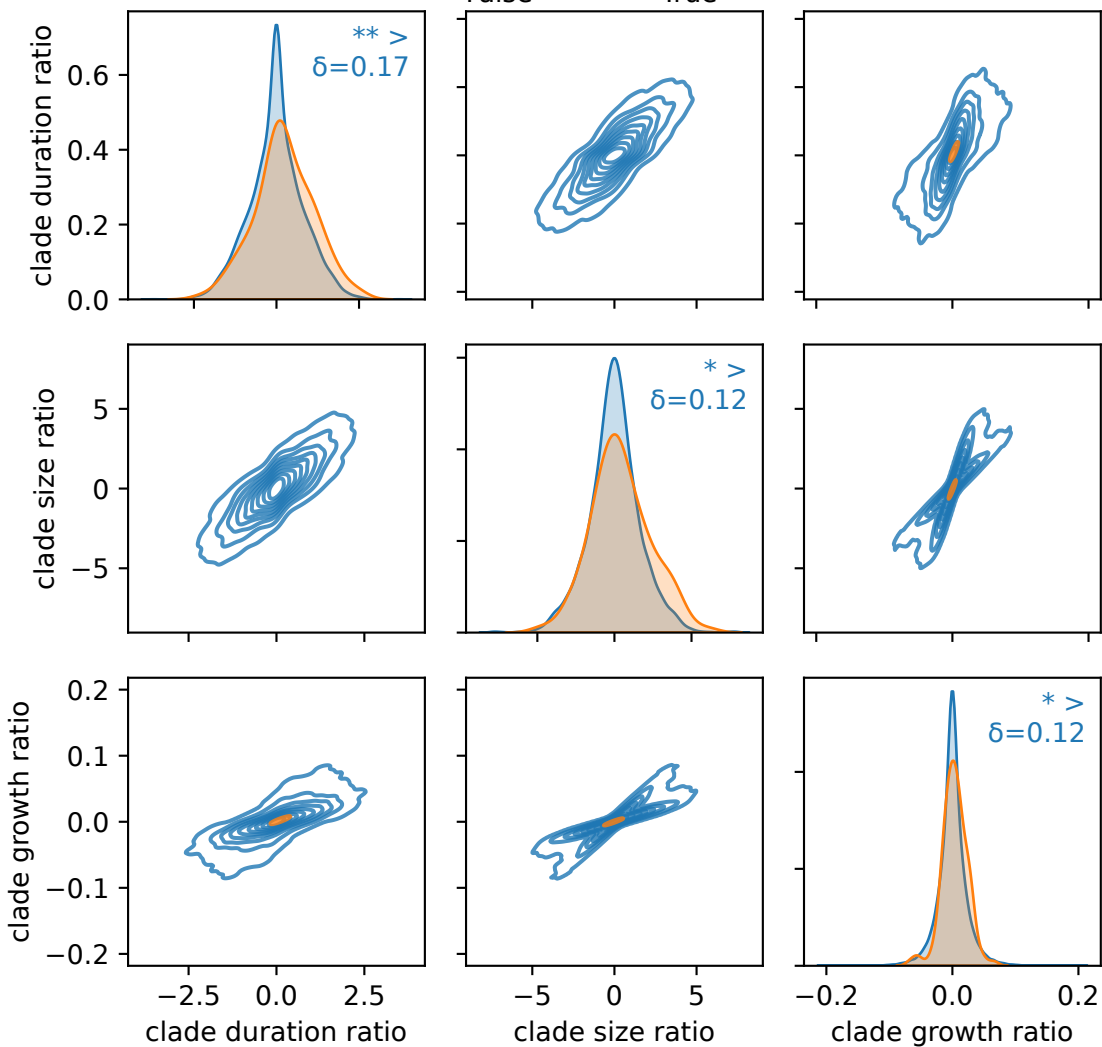 False True
clade duration ratio
0.6
0.4
0.2
0.0
** >
δ=0.17
clade size ratio
5
0
−5
* >
δ=0.12
clade growth ratio
0.2
0.1
0.0
−0.1
−0.2
* >
δ=0.12
−2.5 0.0 2.5
−5 0 5
−0.2 0.0 0.2
clade duration ratio
clade size ratio
clade growth ratio